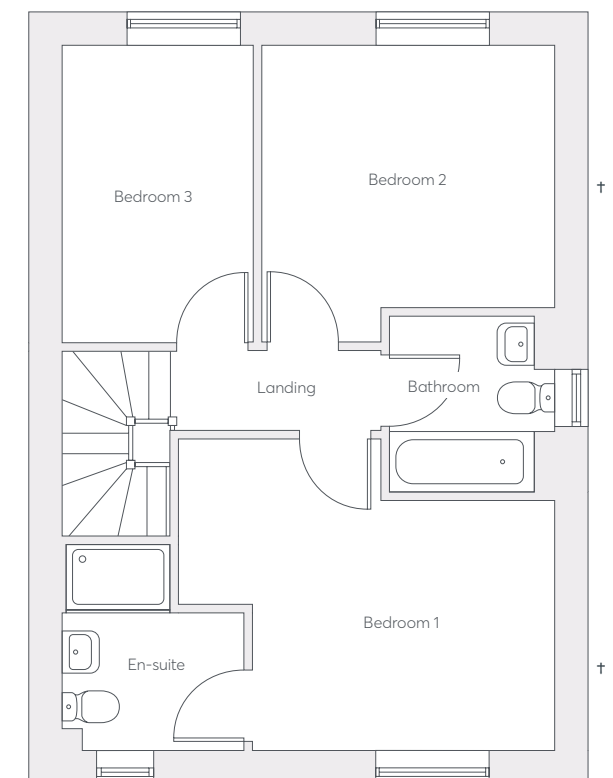 Bedroom 2
Bedroom 3
†
Landing
Bathroom
Bedroom 1
En-suite
†